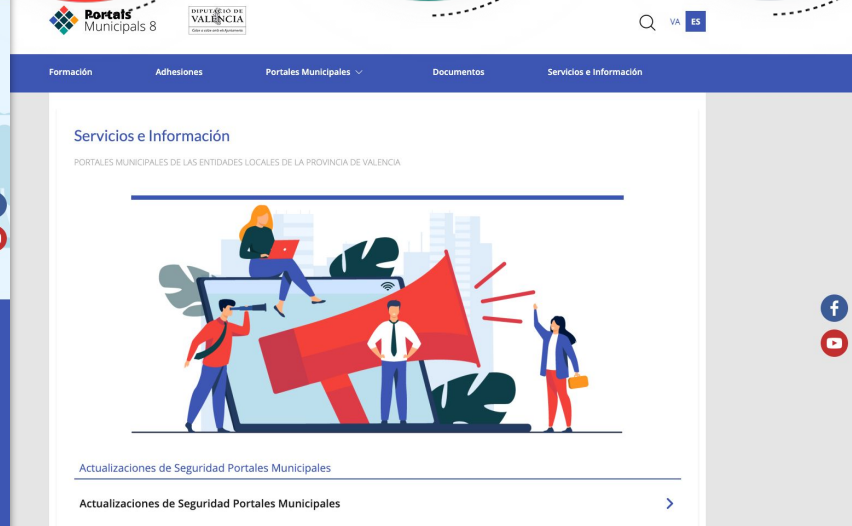 Portals
Municipals 8
DIPUTACIÓ DE
VALÈNCIA
VA ES
Formación Adhesiones Portales Municipales Documentos Servicios e Información
Servicios e Información
PORTALES MUNICIPALES DE LAS ENTIDADES LOCALES DE LA PROVINCIA DE VALENCIA
Actualizaciones de Seguridad Portales Municipales
Actualizaciones de Seguridad Portales Municipales